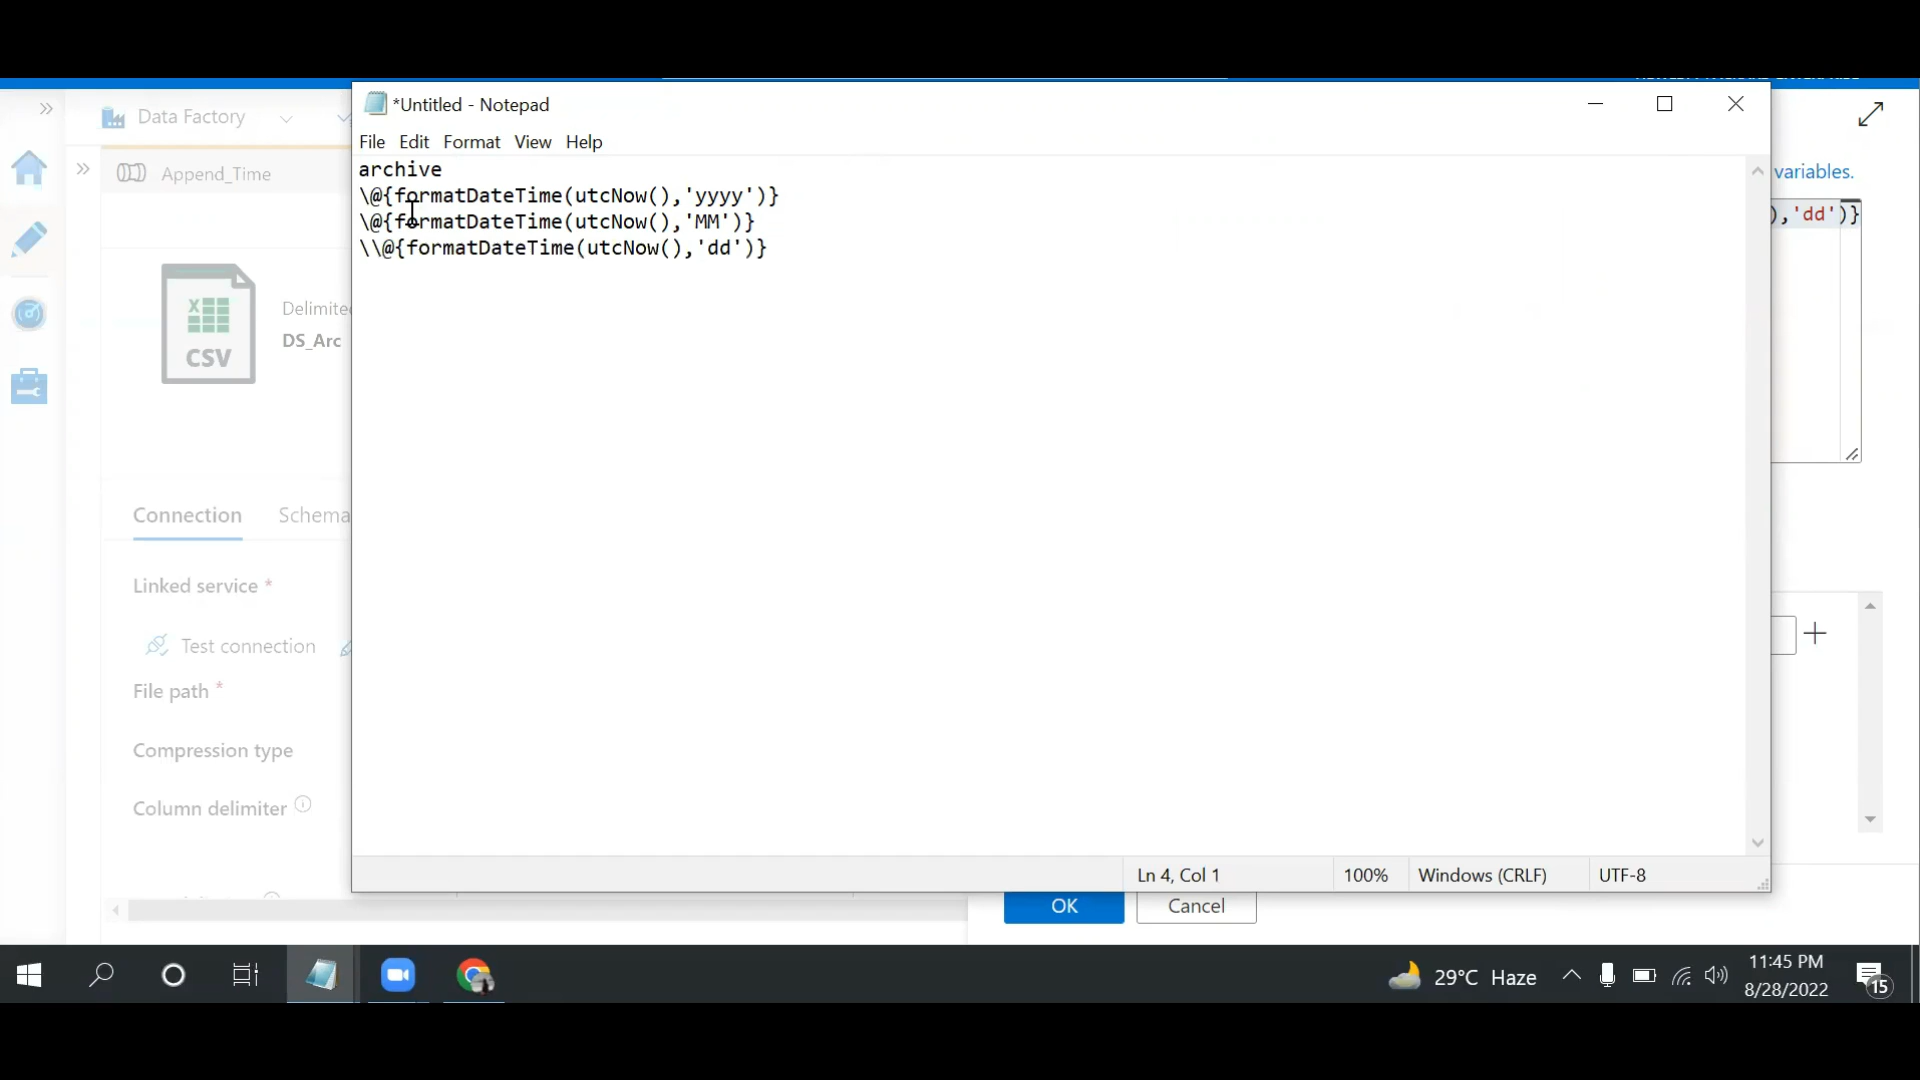 *Untitled - Notepad
File Edit Format View Help
archive
\@{formatDateTime(utcNow(),'yyyy')}
\@{formatDateTime(utcNow(),'MM')}
\\@{formatDateTime(utcNow(),'dd')}
Ln 4, Col 1 100% Windows (CRLF) UTF-8
Data Factory
Append_Time
variables.
),'dd')}
CSV
Delimite
DS_Arc
Connection Schema
Linked service *
Test connection
File path *
Compression type
Column delimiter
OK Cancel
29°C Haze
11:45 PM
8/28/2022
15